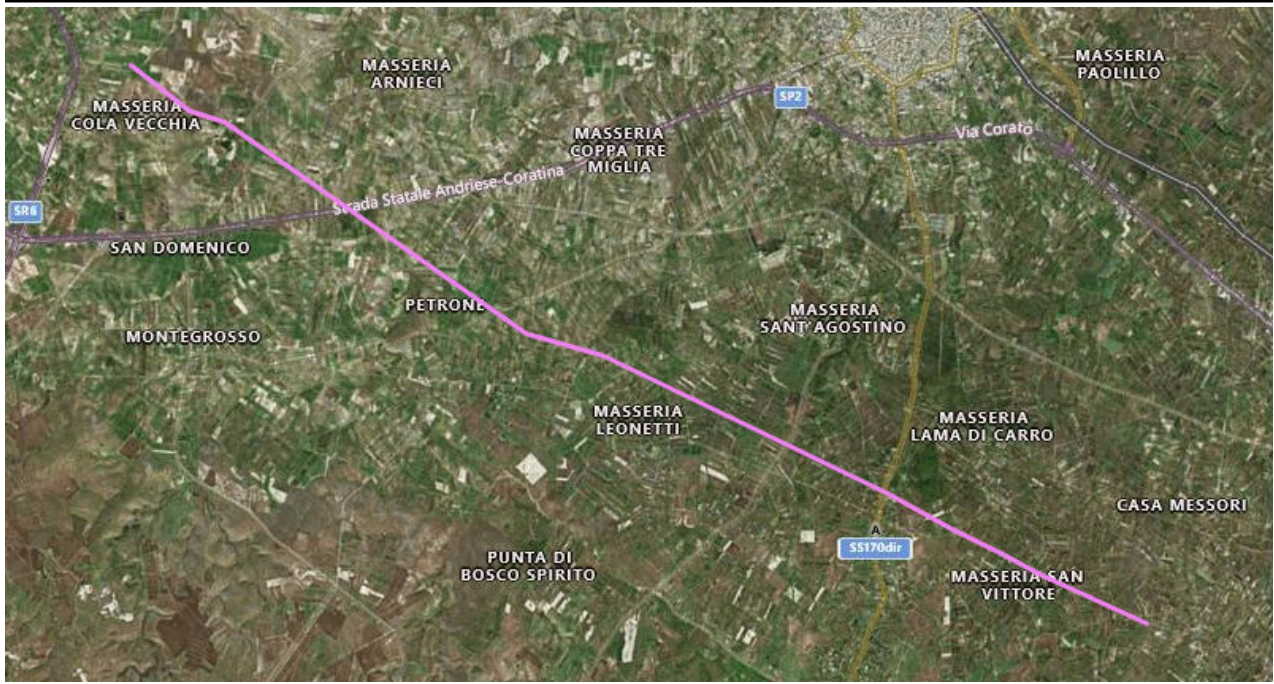 MASSERIA
ARNIECI
MASSERIA
PAOLILLO
MASSERIA
COLA VECCHIA
SP2
MASSERIA
COPPA TRE
MIGLIA
Via Corato
Strada Statale Andriese-Coratina
SR6
SAN DOMENICO
PETRONE
MASSERIA
SANT'AGOSTINO
MONTEGROSSO
MASSERIA
LEONETTI
MASSERIA
LAMA DI CARRO
CASA MESSORI
A
SS170dir
PUNTA DI
BOSCO SPIRITO
MASSERIA SAN
VITTORE